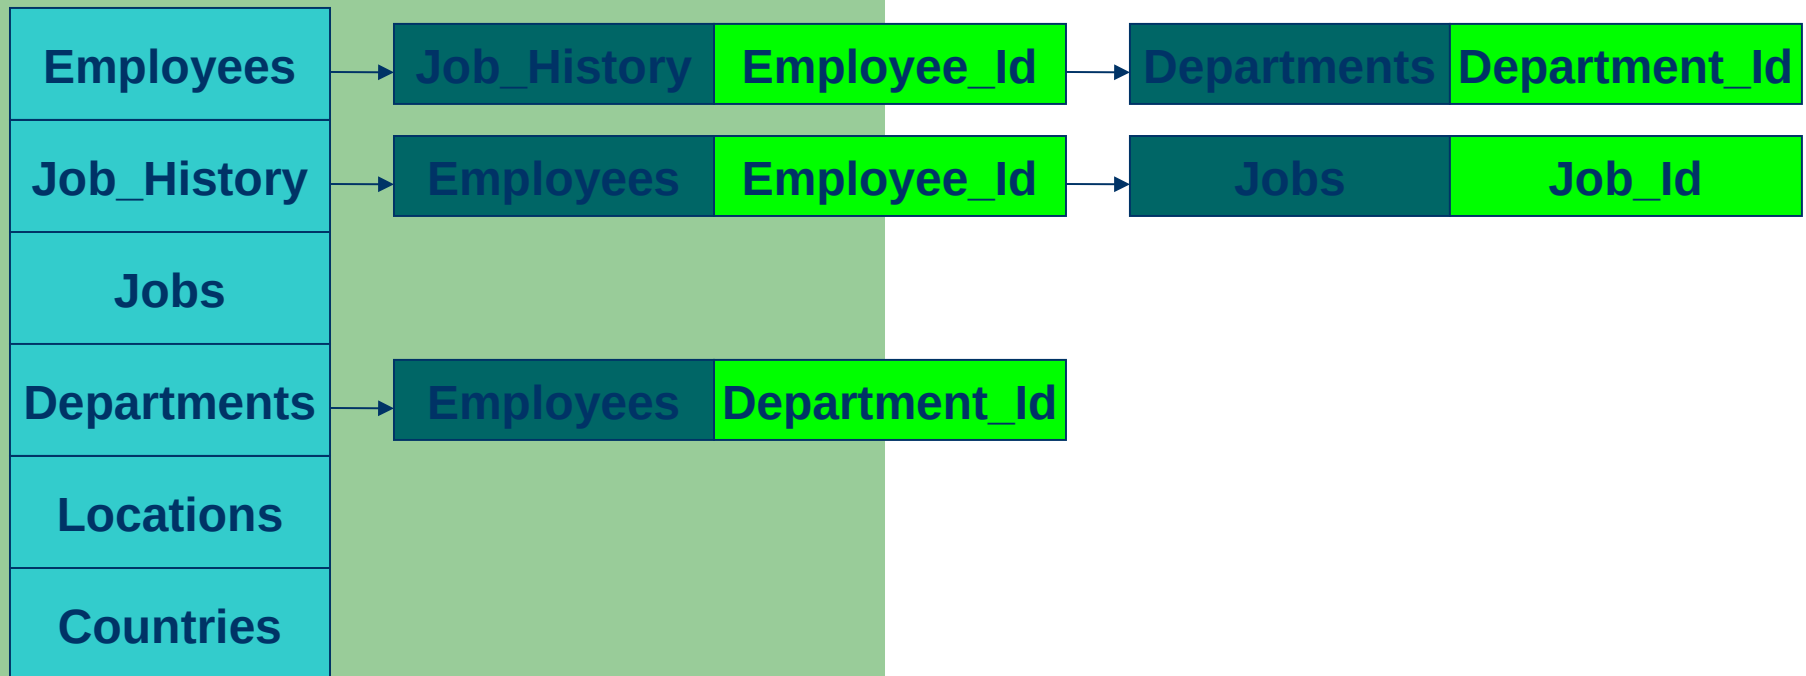 Employees Job_History Employee_Id Departments Department_Id
Job_History Employees Employee_Id Jobs Job_Id
Jobs
Departments Employees Department_Id
Locations
Countries